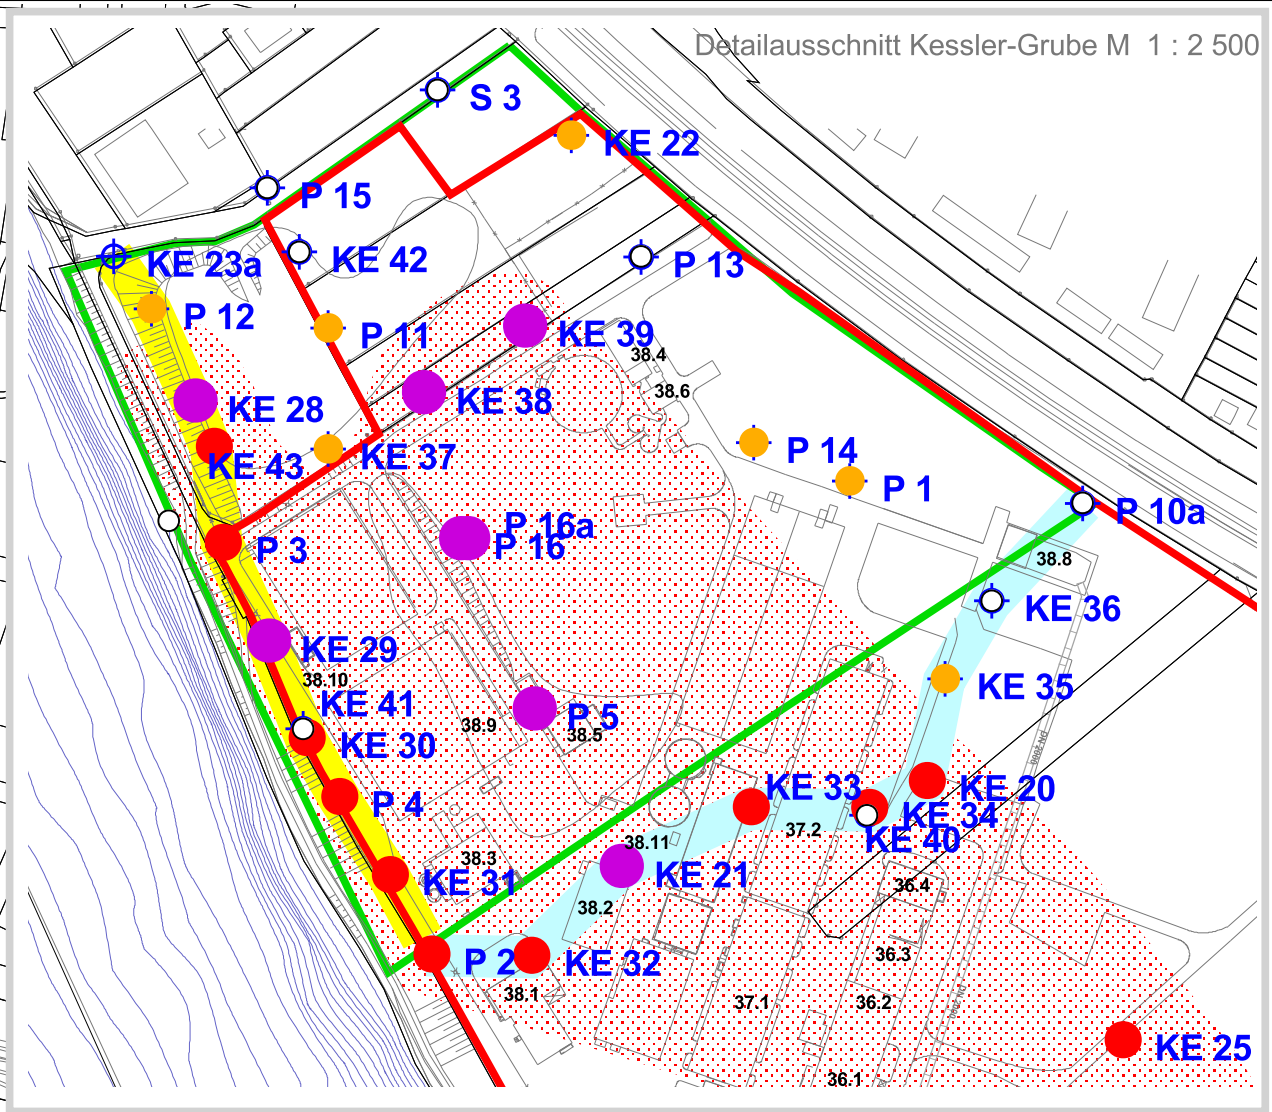 Detailausschnitt Kessler-Grube M 1 : 2 500
S 3
KE 22
P 15
KE 42
KE 23a
P 13
P 12
P 11
KE 39
38.4
38.6
KE 28
KE 38
KE 43
KE 37
P 14
P 1
P 10a
P 16a
P 16
P 3
38.8
KE 36
KE 29
38.10
KE 35
KE 41
38.9
P 5
38.5
KE 30
DN 2000
KE 33
KE 20
P 4
KE 34
37.2
KE 40
38.11
38.3
KE 31
KE 21
36.4
38.2
P 2
KE 32
36.3
38.1
37.1
36.2
DN 2000
KE 25
36.1